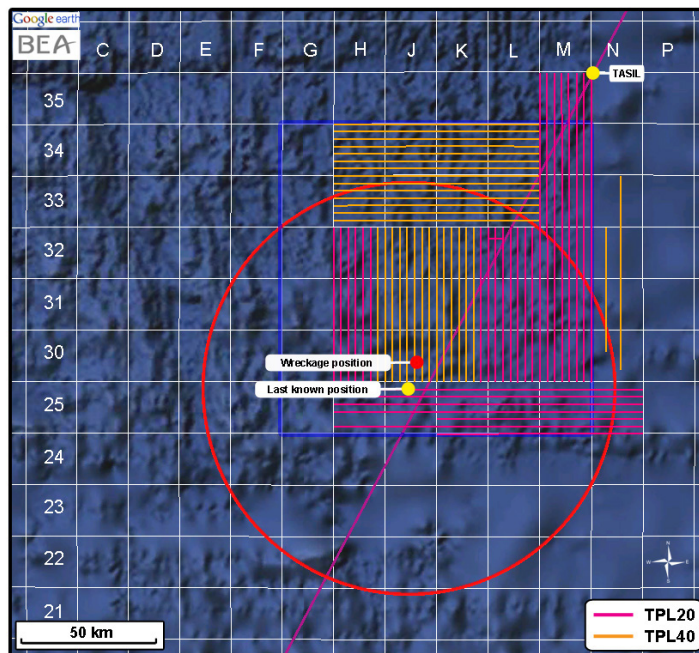 Google earth
BEA
C D E F G H J K L M N P
TASIL
35
34
33
32
31
30
Wreckage position
Last known position
25
24
23
22
21
N
W E
S
50 km
TPL20
TPL40